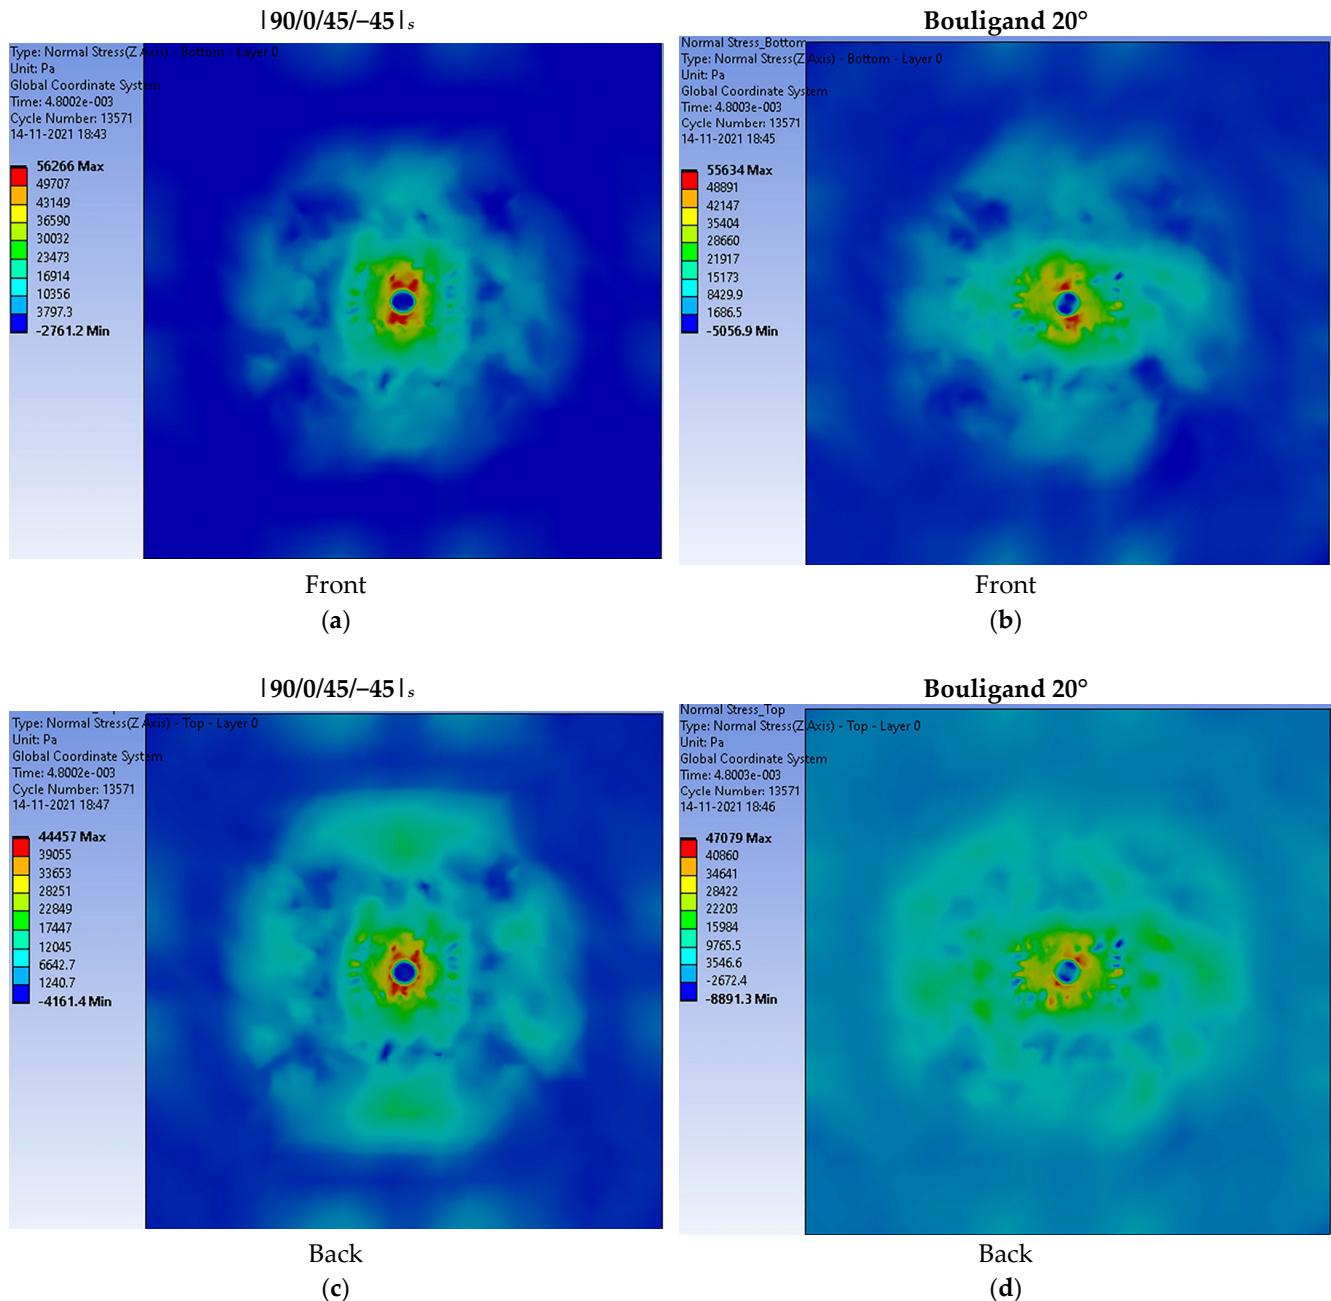 |90/0/45/−45|s
Type: Normal Stress(Z Axis) - Bottom - Layer 0
Unit: Pa
Global Coordinate System
Time: 4.8002e-003
Cycle Number: 13571
14-11-2021 18:43
56266 Max
49707
43149
36590
30032
23473
16914
10356
3797.3
-2761.2 Min
Front
(a)
Bouligand 20°
Normal Stress_Bottom
Type: Normal Stress(Z Axis) - Bottom - Layer 0
Unit: Pa
Global Coordinate System
Time: 4.8003e-003
Cycle Number: 13571
14-11-2021 18:45
55634 Max
48891
42147
35404
28660
21917
15173
8429.9
1686.5
-5056.9 Min
Front
(b)
|90/0/45/−45|s
Type: Normal Stress(Z Axis) - Top - Layer 0
Unit: Pa
Global Coordinate System
Time: 4.8002e-003
Cycle Number: 13571
14-11-2021 18:47
44457 Max
39055
33653
28251
22849
17447
12045
6642.7
1240.7
-4161.4 Min
Back
(c)
Bouligand 20°
Normal Stress_Top
Type: Normal Stress(Z Axis) - Top - Layer 0
Unit: Pa
Global Coordinate System
Time: 4.8003e-003
Cycle Number: 13571
14-11-2021 18:46
47079 Max
40860
34641
28422
22203
15984
9765.5
3546.6
-2672.4
-8891.3 Min
Back
(d)